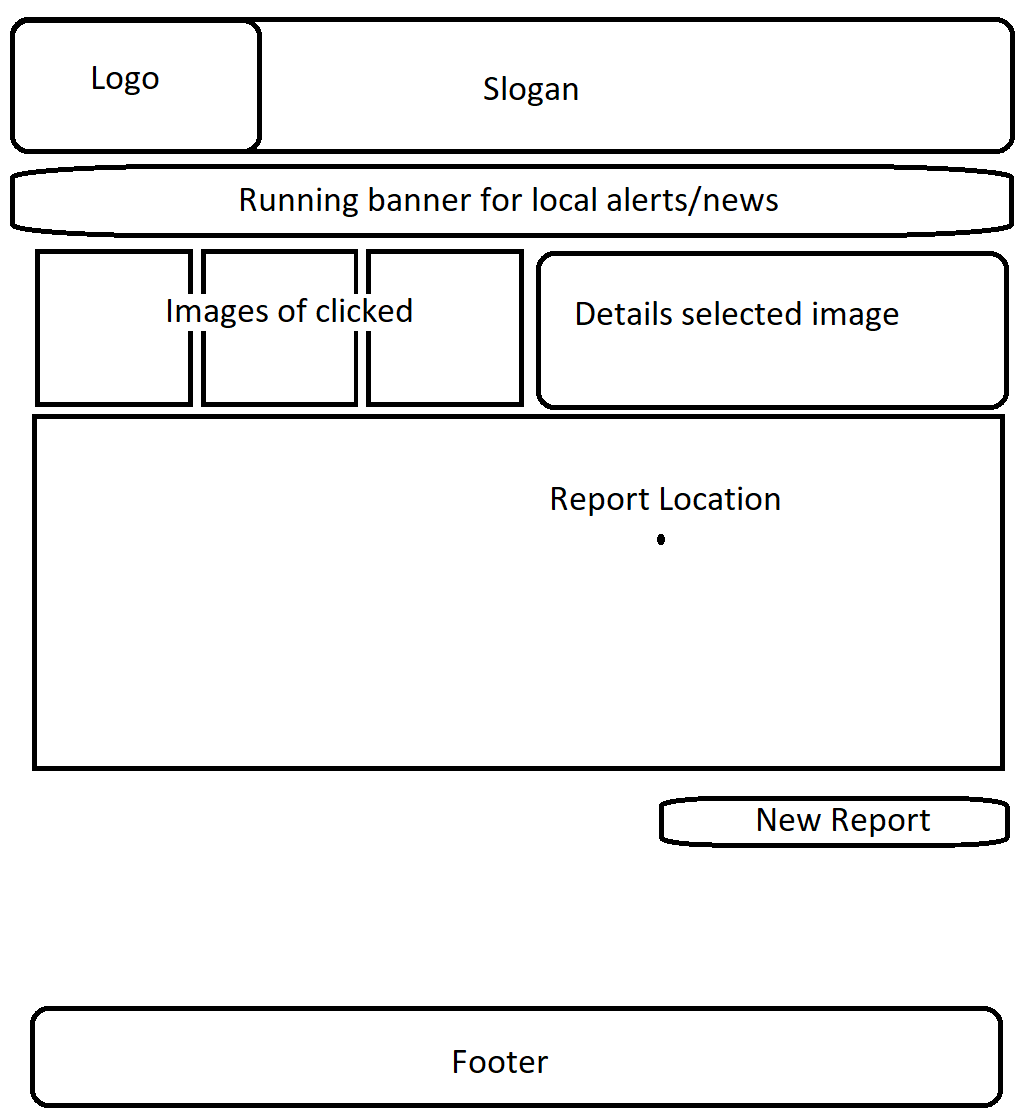 Logo
Slogan
Running banner for local alerts/news
Images of clicked
Details selected image
Report Location
New Report
Footer